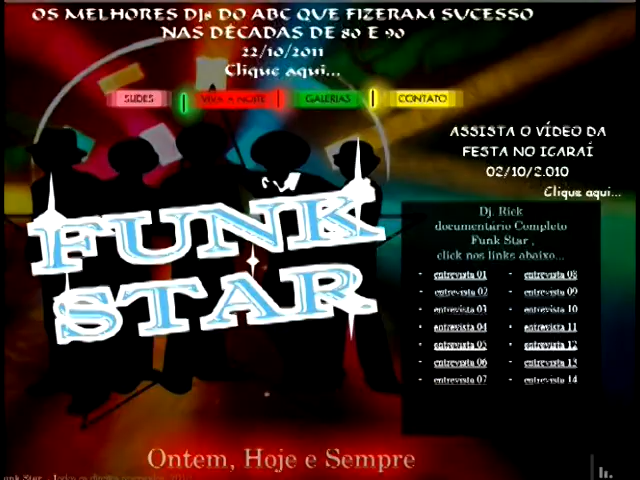 OS MELHORES DJs DO ABC QUE FIZERAM SUCESSO
NAS DÉCADAS DE 80 E 90
22/10/2011
Clique aqui...
SLIDES
VIVA A NOITE
GALERIAS
CONTATO
ASSISTA O VÍDEO DA
FESTA NO ICARAÍ
02/10/2.010
Clique aqui...
FUNK
STAR
Dj. Rick
documentário Completo
Funk Star ,
click nos links abaixo...
entrevista 01
entrevista 02
entrevista 03
entrevista 04
entrevista 05
entrevista 06
entrevista 07
entrevista 08
entrevista 09
entrevista 10
entrevista 11
entrevista 12
entrevista 13
entrevista 14
Ontem, Hoje e Sempre
Star